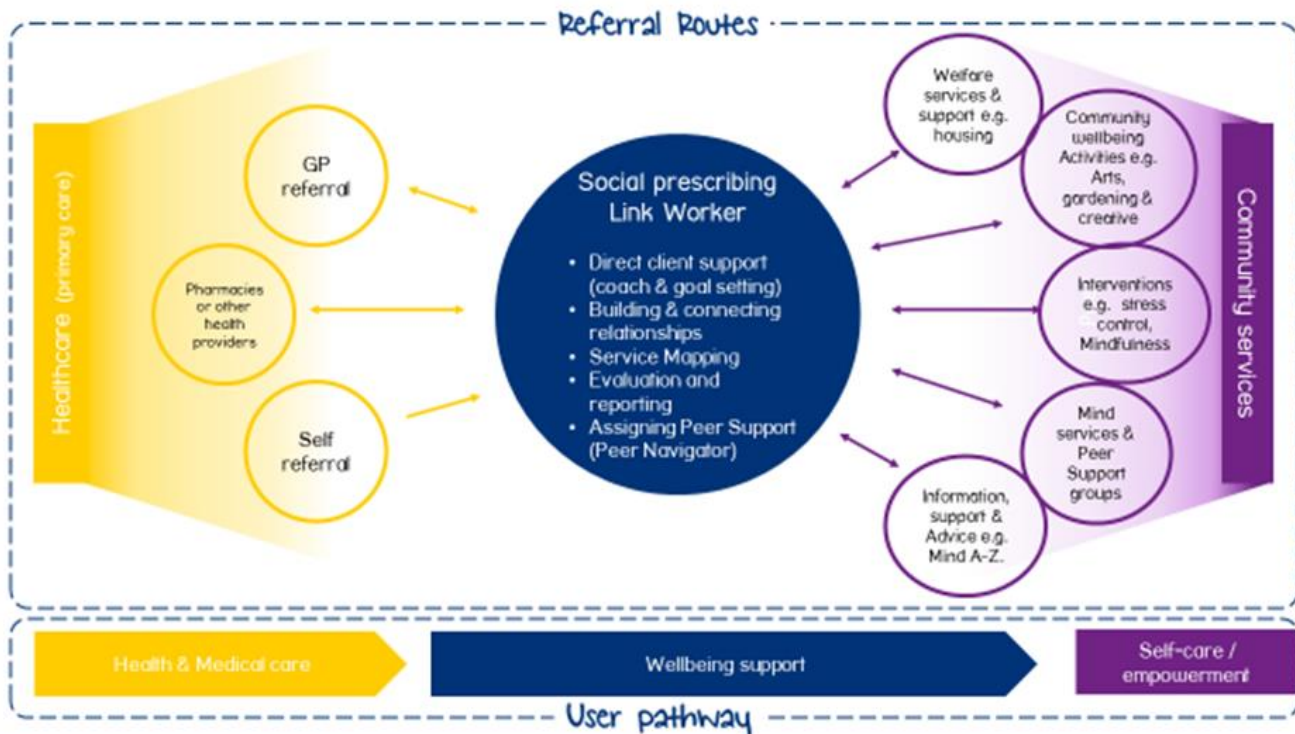 Referral Routes
Healthcare (primary care)
GP
referral
Pharmacies
or other
health
providers
Self
referral
Social prescribing
Link Worker
• Direct client support
(coach & goal setting)
• Building & connecting
relationships
• Service Mapping
• Evaluation and
reporting
• Assigning Peer Support
(Peer Navigator)
Welfare
services &
support e.g.
housing
Community
wellbeing
Activities e.g.
Arts,
gardening &
creative
Interventions
e.g. stress
control,
Mindfulness
Mind
services &
Peer
Support
groups
Information,
support &
Advice e.g.
Mind A-Z.
Community services
Health & Medical care
Wellbeing support
Self-care /
empowerment
User pathway